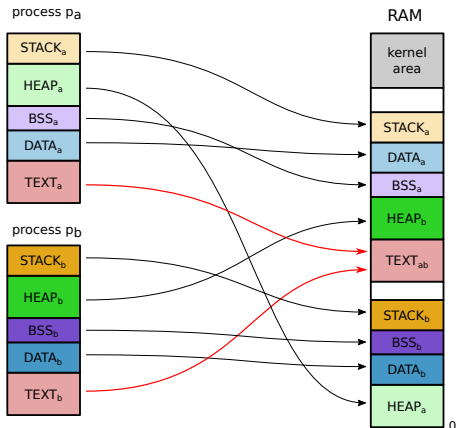 process pa
STACKa
HEAPa
BSSa
DATAa
TEXTa
process pb
STACKb
HEAPb
BSSb
DATAb
TEXTb
RAM
kernel
area
STACKa
DATAa
BSSa
HEAPb
TEXTab
STACKb
BSSb
DATAb
HEAPa
0